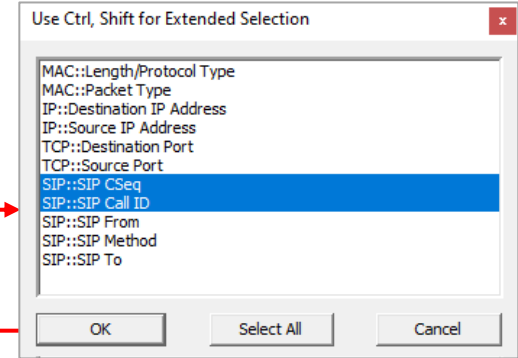 Use Ctrl, Shift for Extended Selection
x
MAC::Length/Protocol Type
MAC::Packet Type
IP::Destination IP Address
IP::Source IP Address
TCP::Destination Port
TCP::Source Port
SIP::SIP CSeq
SIP::SIP Call ID
SIP::SIP From
SIP::SIP Method
SIP::SIP To
OK Select All Cancel